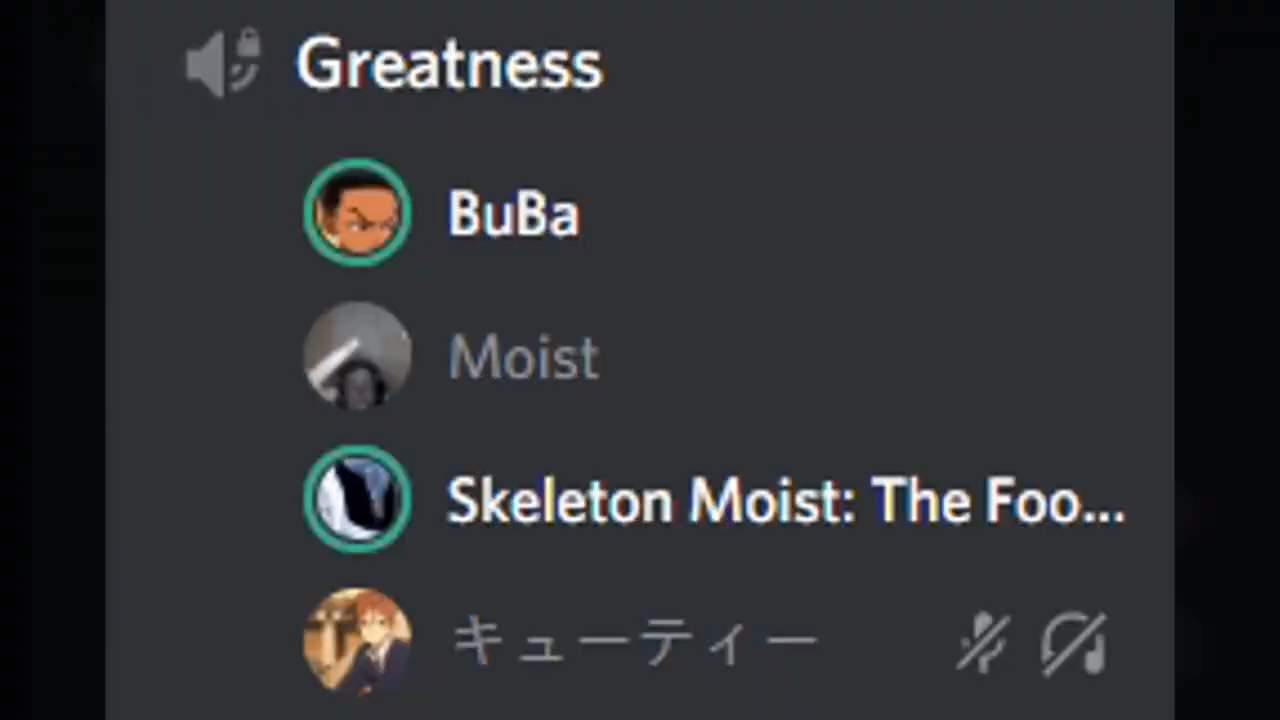 Greatness
BuBa
Moist
Skeleton Moist: The Foo...
キューティー